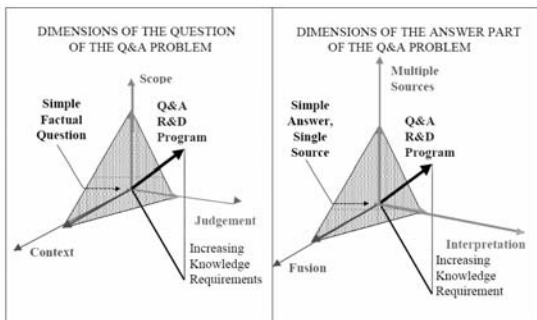 DIMENSIONS OF THE QUESTION
OF THE Q&A PROBLEM
Scope
Simple
Factual
Question
Q&A
R&D
Program
Judgement
Context
Increasing
Knowledge
Requirements
DIMENSIONS OF THE ANSWER PART
OF THE Q&A PROBLEM
Multiple
Sources
Simple
Answer,
Single
Source
Q&A
R&D
Program
Interpretation
Fusion
Increasing
Knowledge
Requirement